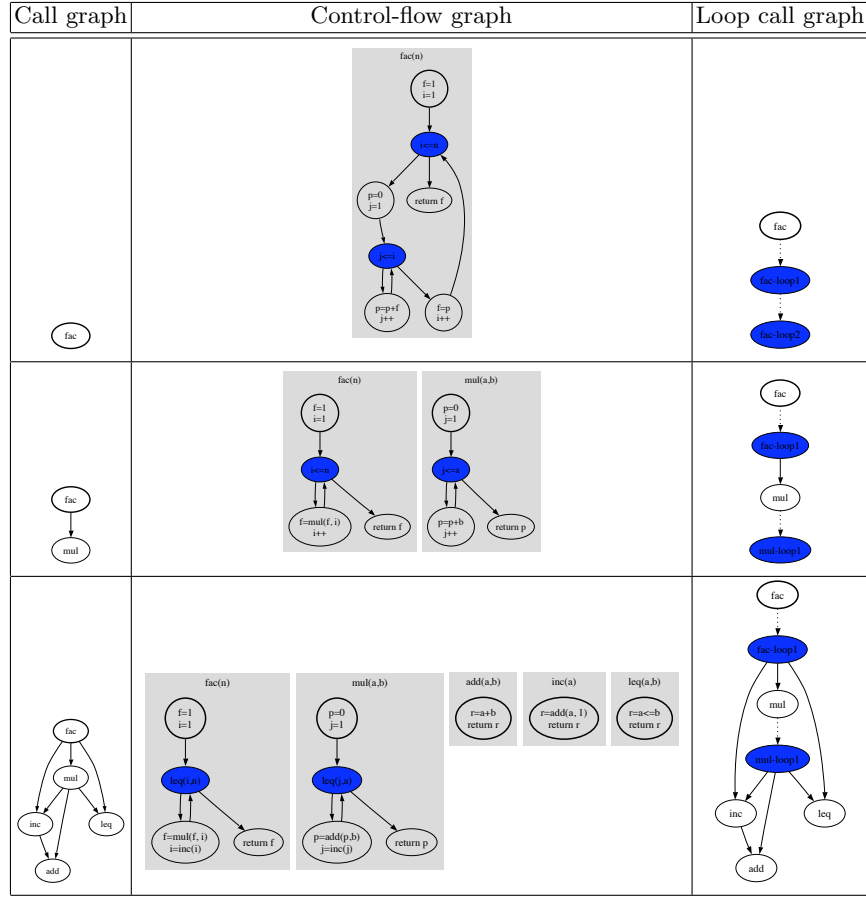 Call graph
Control-flow graph
Loop call graph
fac
fac(n)
f=1
i=1
i<=n
p=0
j=1
return f
j<=i
p=p+f
j++
f=p
i++
fac
fac-loop1
fac-loop2
fac
mul
fac(n)
f=1
i=1
i<=n
f=mul(f, i)
i++
return f
mul(a,b)
p=0
j=1
j<=a
p=p+b
j++
return p
fac
fac-loop1
mul
mul-loop1
fac
mul
inc
leq
add
fac(n)
f=1
i=1
leq(i,n)
f=mul(f, i)
i=inc(i)
return f
mul(a,b)
p=0
j=1
leq(j,a)
p=add(p,b)
j=inc(j)
return p
add(a,b)
r=a+b
return r
inc(a)
r=add(a, 1)
return r
leq(a,b)
r=a<=b
return r
fac
fac-loop1
mul
mul-loop1
inc
leq
add